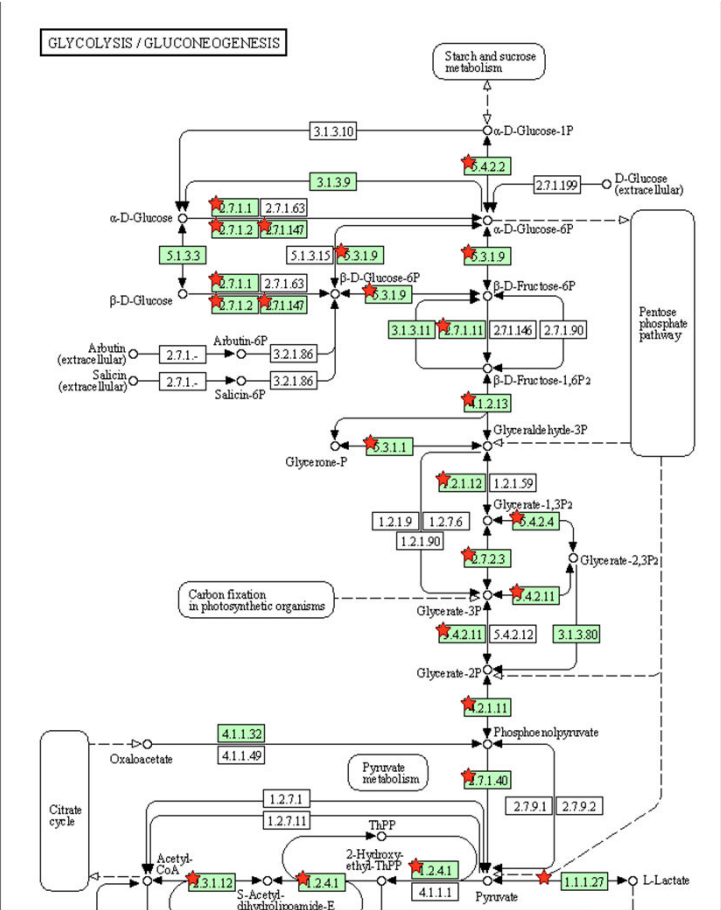 GLYCOLYSIS / GLUCONEOGENESIS
Starch and sucrose
metabolism
3.1.3.10
α-D-Glucose-1P
5.4.2.2
3.1.3.9
2.7.1.199
D-Glucose
(extracellular)
2.7.1.1
2.7.1.63
α-D-Glucose
α-D-Glucose-6P
2.7.1.2
2.7.1.147
5.1.3.3
5.1.3.15
5.3.1.9
5.3.1.9
2.7.1.1
2.7.1.63
β-D-Glucose-6P
β-D-Fructose-6P
β-D-Glucose
5.3.1.9
2.7.1.2
2.7.1.147
Pentose
phosphate
pathway
3.1.3.11
2.7.1.11
2.7.1.146
2.7.1.90
Arbutin
(extracellular)
2.7.1.-
Arbutin-6P
3.2.1.86
Salicin
(extracellular)
2.7.1.-
Salicin-6P
3.2.1.86
β-D-Fructose-1,6P2
4.1.2.13
Glyceraldehyde-3P
5.3.1.1
Glycerone-P
1.2.1.12
1.2.1.59
Glycerate-1,3P2
1.2.1.9
1.2.7.6
5.4.2.4
1.2.1.90
2.7.2.3
Glycerate-2,3P2
Carbon fixation
in photosynthetic organisms
5.4.2.11
Glycerate-3P
5.4.2.11
5.4.2.12
3.1.3.80
Glycerate-2P
4.2.1.11
4.1.1.32
Phosphoenolpyruvate
Oxaloacetate
4.1.1.49
Pyruvate
metabolism
2.7.1.40
Citrate
cycle
1.2.7.1
2.7.9.1
2.7.9.2
1.2.7.11
ThPP
Acetyl-
CoA
2-Hydroxy-
ethyl-ThPP
1.2.4.1
2.3.1.12
1.2.4.1
4.1.1.1
Pyruvate
1.1.1.27
L-Lactate
S-Acetyl-
dihydrolipoamide-E